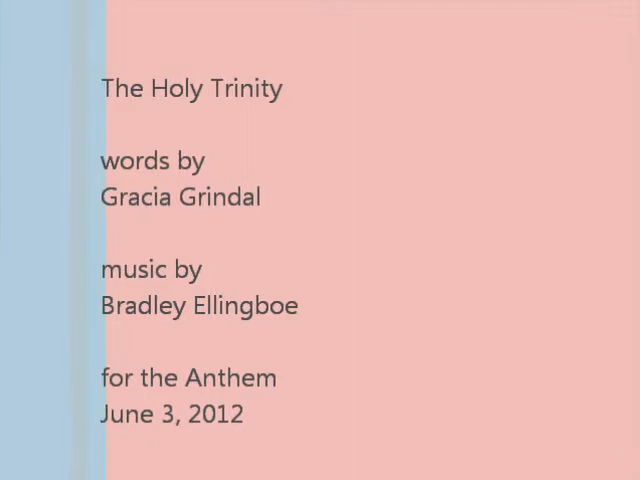 The Holy Trinity
words by
Gracia Grindal
music by
Bradley Ellingboe
for the Anthem
June 3, 2012